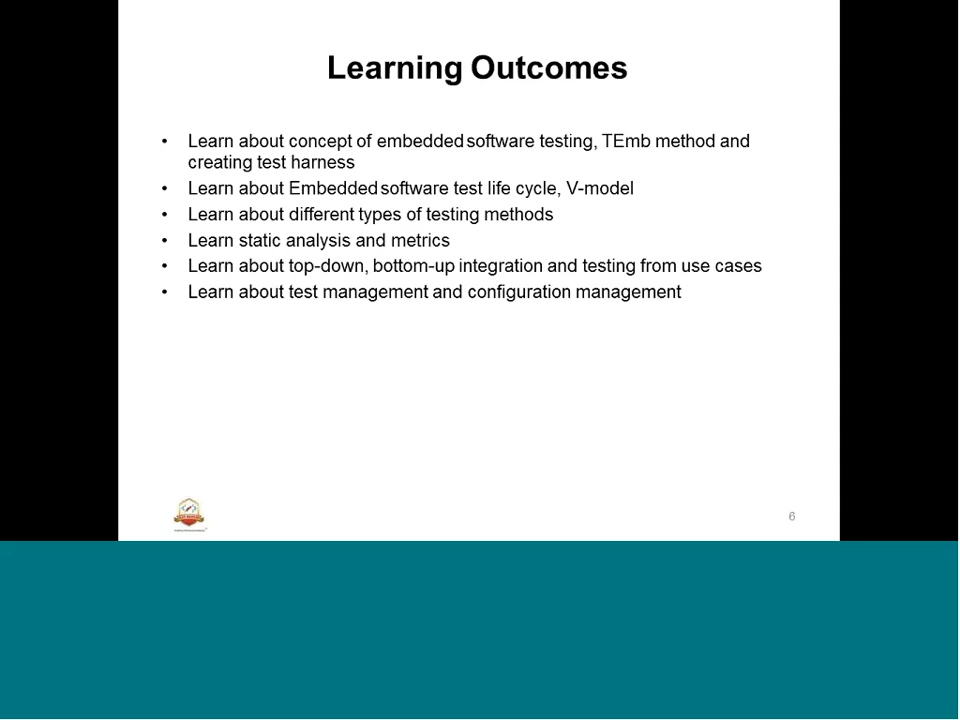 Learning Outcomes
• Learn about concept of embedded software testing, TEmb method and
creating test harness
• Learn about Embedded software test life cycle, V-model
• Learn about different types of testing methods
• Learn static analysis and metrics
• Learn about top-down, bottom-up integration and testing from use cases
• Learn about test management and configuration management
6